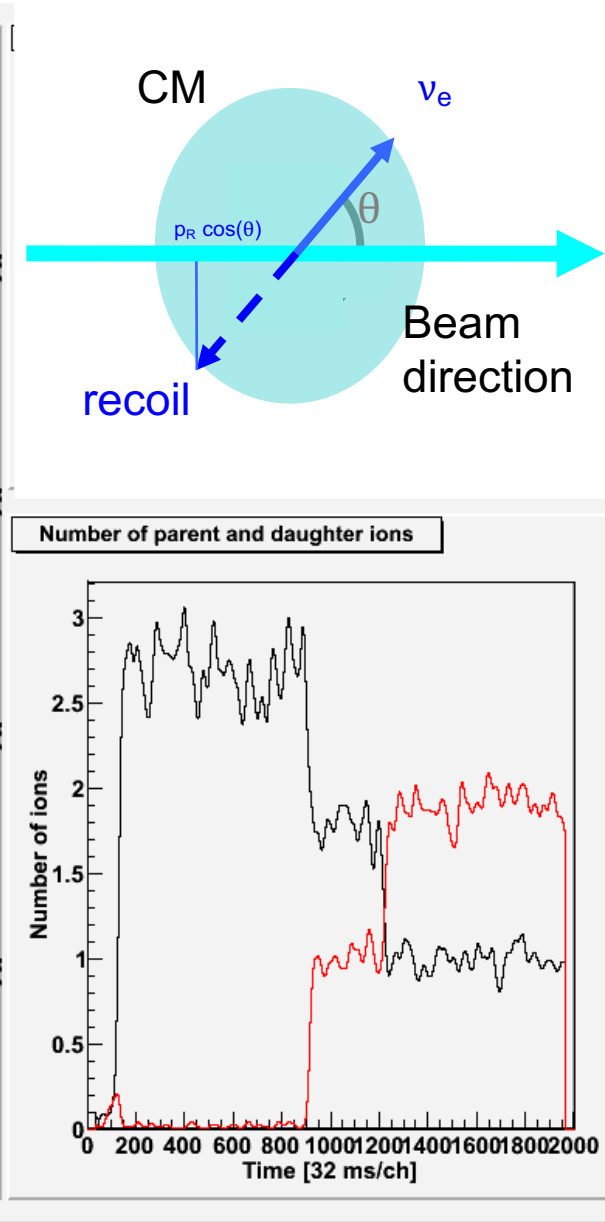 [
CM
νe
θ
pR cos(θ)
Beam
direction
recoil
Number of parent and daughter ions
3
2.5
2
1.5
1
0.5
0
Number of ions
0 200 400 600 800 1000 1200 1400 1600 1800 2000
Time [32 ms/ch]